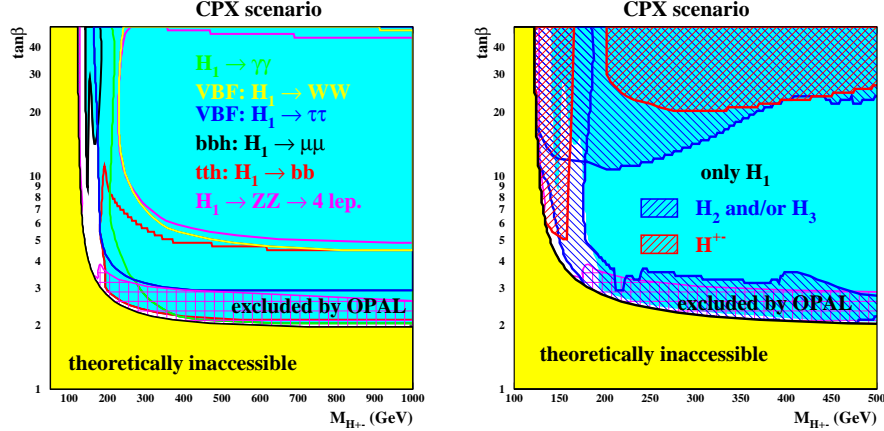 CPX scenario
tanβ
40
30
20
10
9
8
7
6
5
4
3
2
1
H1 → γγ
VBF: H1 → WW
VBF: H1 → ττ
bbh: H1 → μμ
tth: H1 → bb
H1 → ZZ → 4 lep.
excluded by OPAL
theoretically inaccessible
100 200 300 400 500 600 700 800 900 1000
MH+- (GeV)
CPX scenario
tanβ
40
30
20
10
9
8
7
6
5
4
3
2
1
only H1
H2 and/or H3
H+-
excluded by OPAL
theoretically inaccessible
100 150 200 250 300 350 400 450 500
MH+- (GeV)